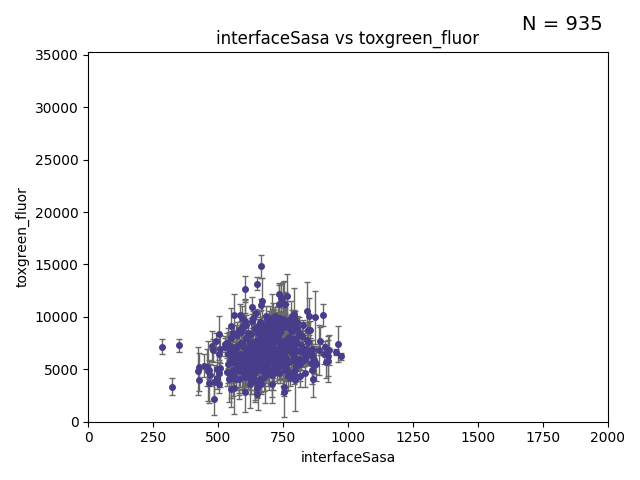 N = 935
interfaceSasa vs toxgreen_fluor
35000
30000
25000
20000
15000
10000
5000
0
toxgreen_fluor
0 250 500 750 1000 1250 1500 1750 2000
interfaceSasa